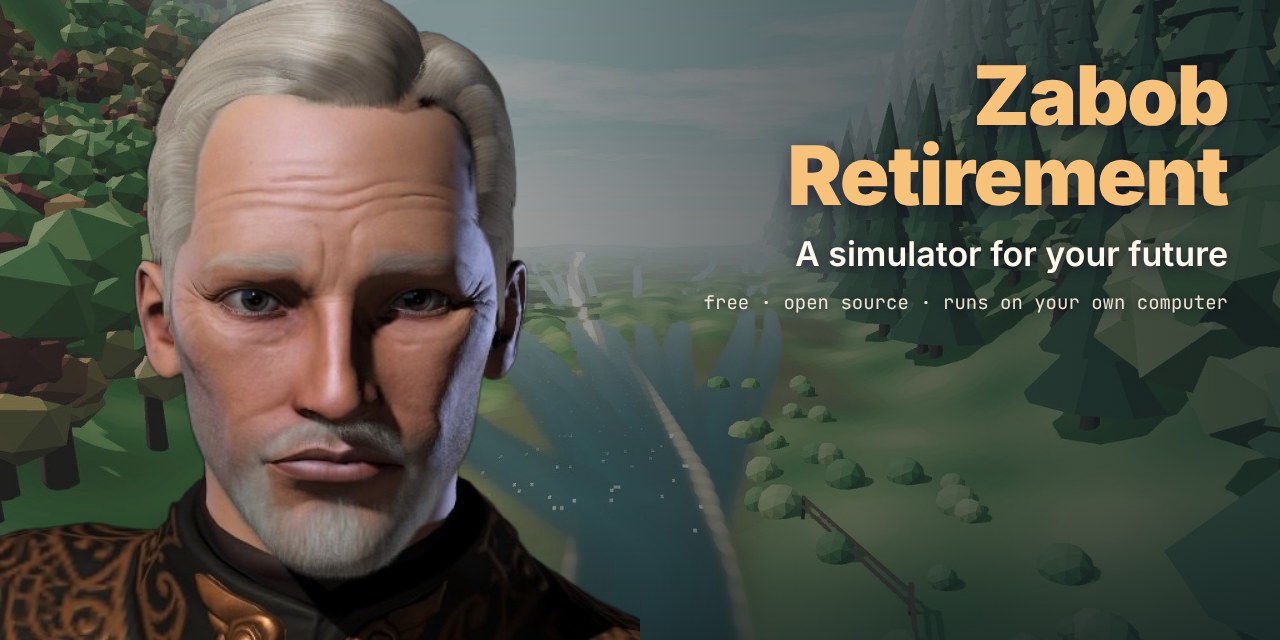 Zabob
Retirement
A simulator for your future
free · open source · runs on your own computer